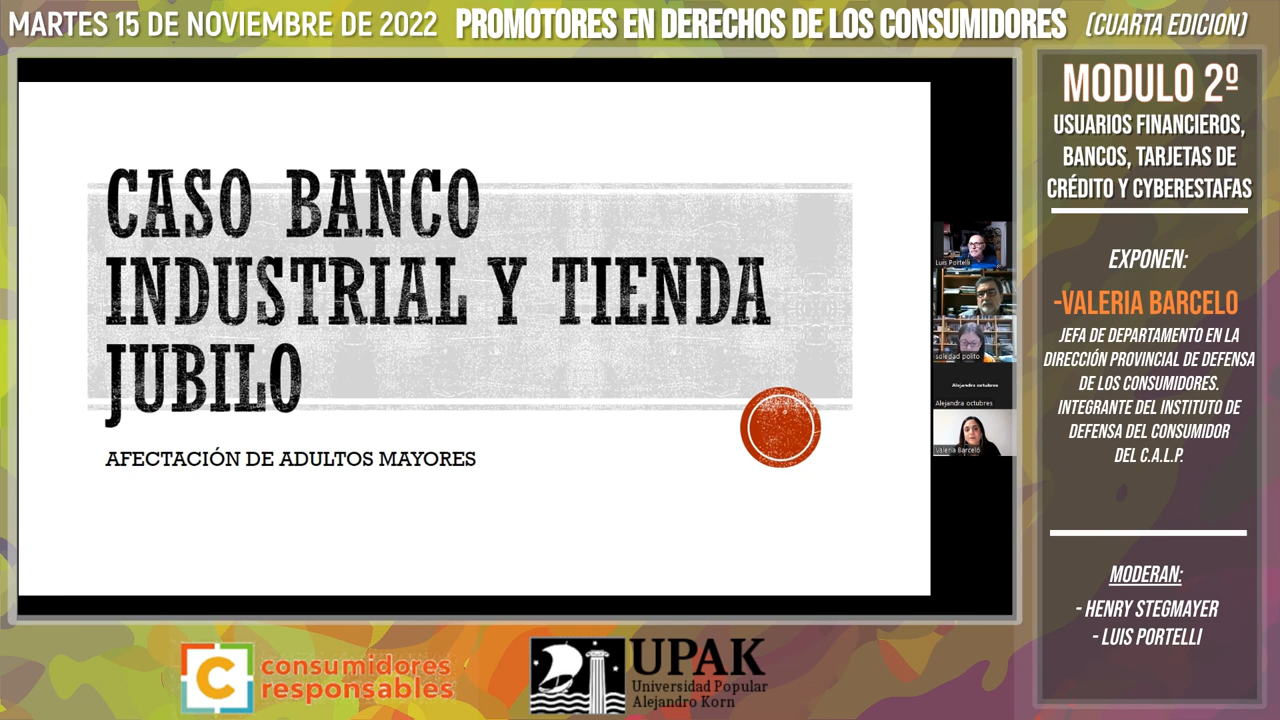 MARTES 15 DE NOVIEMBRE DE 2022 PROMOTORES EN DERECHOS DE LOS CONSUMIDORES (CUARTA EDICION)
CASO BANCO
INDUSTRIAL Y TIENDA
JUBILO
AFECTACIÓN DE ADULTOS MAYORES
Luis Portelli
soledad polito
Alejandra octubres
Alejandra octubres
Valeria Barceló
MODULO 2º
USUARIOS FINANCIEROS,
BANCOS, TARJETAS DE
CRÉDITO Y CYBERESTAFAS
EXPONEN:
-VALERIA BARCELO
JEFA DE DEPARTAMENTO EN LA
DIRECCIÓN PROVINCIAL DE DEFENSA
DE LOS CONSUMIDORES.
INTEGRANTE DEL INSTITUTO DE
DEFENSA DEL CONSUMIDOR
DEL C.A.L.P.
MODERAN:
- HENRY STEGMAYER
- LUIS PORTELLI
C consumidores
responsables
UPAK
Universidad Popular
Alejandro Korn